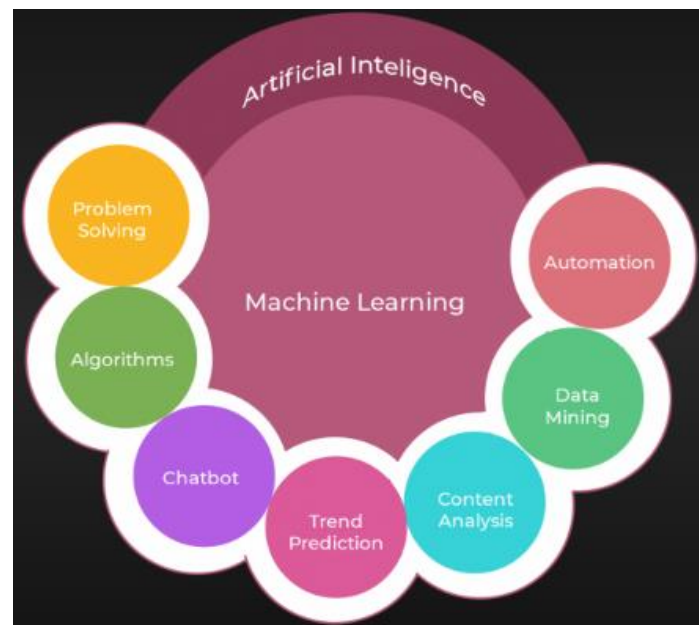 Artificial Inteligence
Machine Learning
Problem
Solving
Algorithms
Chatbot
Trend
Prediction
Content
Analysis
Data
Mining
Automation